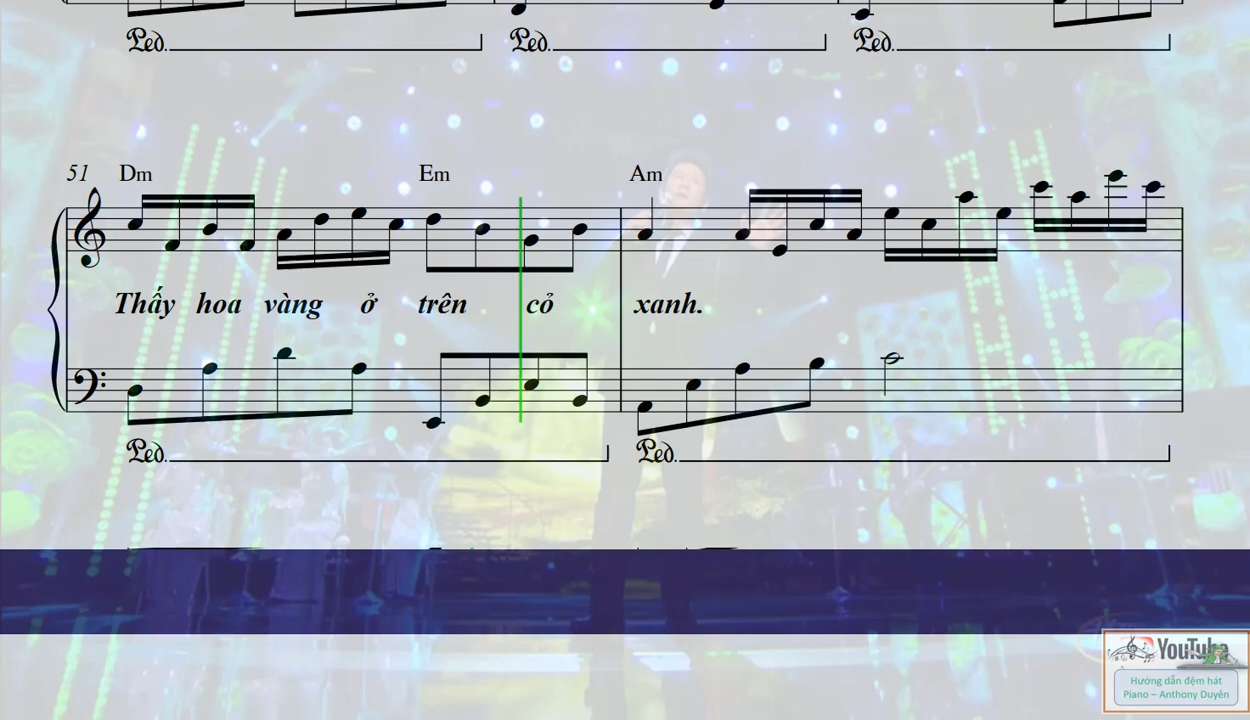 Ped. Ped. Ped.
51 Dm Em Am
Thấy hoa vàng ở trên cỏ xanh.
Ped. Ped.
YouTube
Hướng dẫn đệm hát
Piano – Anthony Duyên